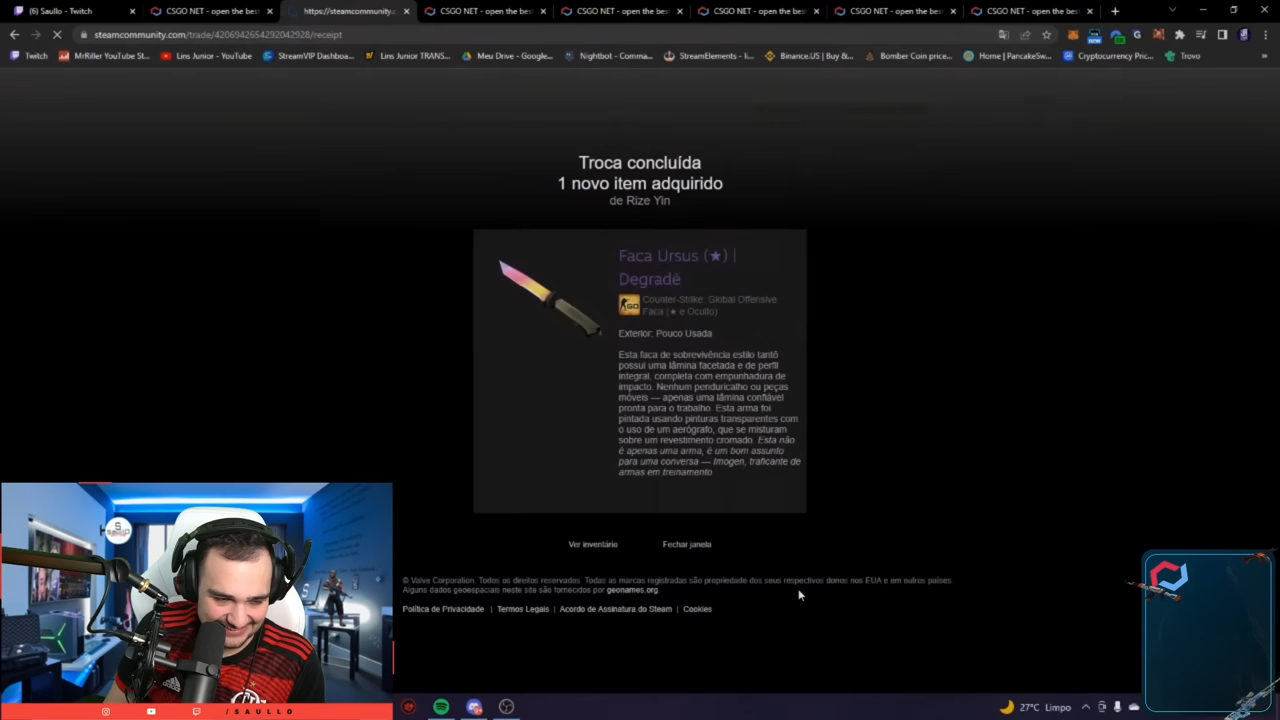 (6) Saullo - Twitch
CSGO NET - open the bes
https://steamcommunity.c
CSGO NET - open the bes
CSGO NET - open the bes
CSGO NET - open the bes
CSGO NET - open the bes
CSGO NET - open the bes
steamcommunity.com/trade/4206942654292042928/receipt
Twitch
MrRiller YouTube St...
Lins Junior - YouTube
StreamVIP Dashboa...
Lins Junior TRANS...
Meu Drive - Google...
Nightbot - Comma...
StreamElements - li...
Binance.US | Buy &...
Bomber Coin price...
Home | PancakeSw...
Cryptocurrency Pric...
Trovo
Troca concluída
1 novo item adquirido
de Rize Yin
Faca Ursus (★) |
Degradê
Counter-Strike: Global Offensive
Faca (★ e Oculto)
Exterior: Pouco Usada
Esta faca de sobrevivência estilo tantō
possui uma lâmina facetada e de perfil
integral, completa com empunhadura de
impacto. Nenhum penduricalho ou peças
móveis — apenas uma lâmina confiável
pronta para o trabalho. Esta arma foi
pintada usando pinturas transparentes com
o uso de um aerógrafo, que se misturam
sobre um revestimento cromado. Esta não
é apenas uma arma, é um bom assunto
para uma conversa — Imogen, traficante de
armas em treinamento
Ver inventário
Fechar janela
© Valve Corporation. Todos os direitos reservados. Todas as marcas registradas são propriedade dos seus respectivos donos nos EUA e em outros países.
Alguns dados geoespaciais neste site são fornecidos por geonames.org.
Política de Privacidade | Termos Legais | Acordo de Assinatura do Steam | Cookies
/SAULLO
27°C Limpo